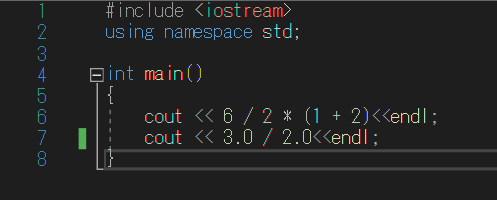 1 #include <iostream>
2 using namespace std;
3
4 int main()
5 {
6 cout << 6 / 2 * (1 + 2)<<endl;
7 cout << 3.0 / 2.0<<endl;
8 }